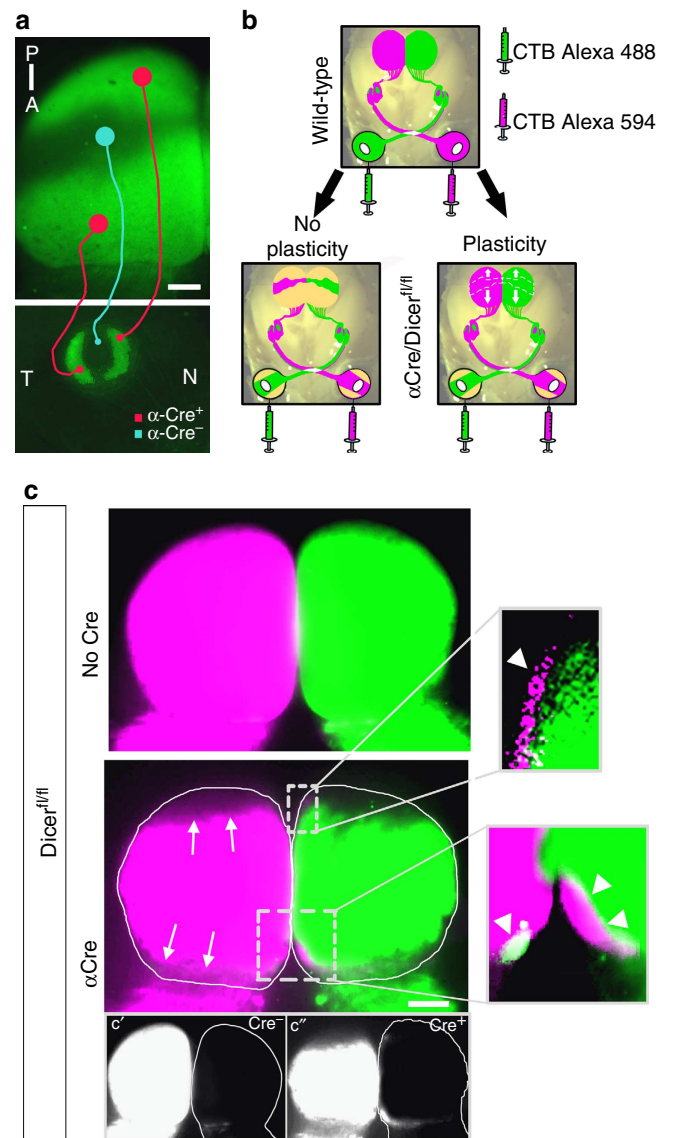 a
P
A
T
N
α-Cre⁺
α-Cre⁻
b
Wild-type
CTB Alexa 488
CTB Alexa 594
No
plasticity
Plasticity
αCre/Dicerᶠˡ/ᶠˡ
c
Dicerᶠˡ/ᶠˡ
No Cre
αCre
c′
Cre⁻
c″
Cre⁺